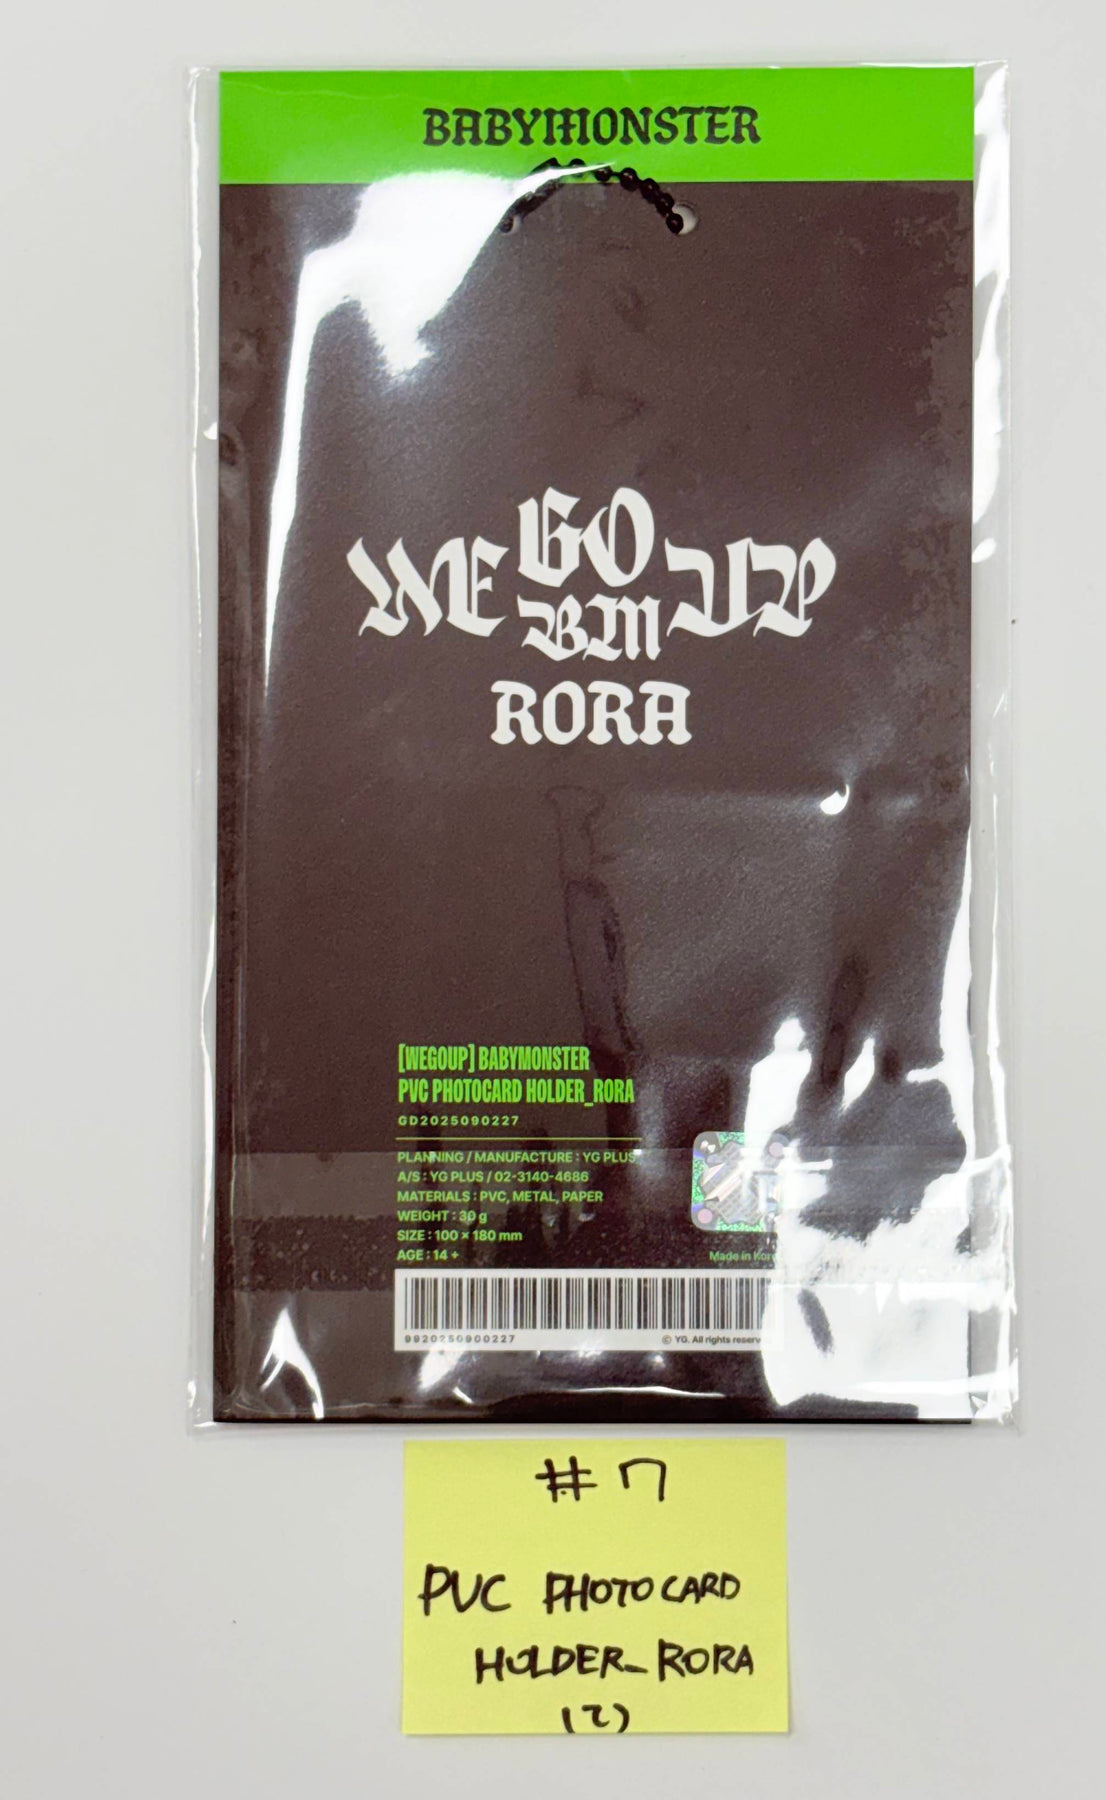 BABYMONSTER
WE GO UP
BM
RORA
[WEGOUP] BABYMONSTER
PVC PHOTOCARD HOLDER_RORA
GD2025090227
PLANNING / MANUFACTURE : YG PLUS
A/S : YG PLUS / 02-3140-4686
MATERIALS : PVC, METAL, PAPER
WEIGHT : 30 g
SIZE : 100 × 180 mm
AGE : 14 +
Made in
9920250900227
© YG. All rights
#7
PVC PHOTOCARD
HOLDER_RORA
(2)